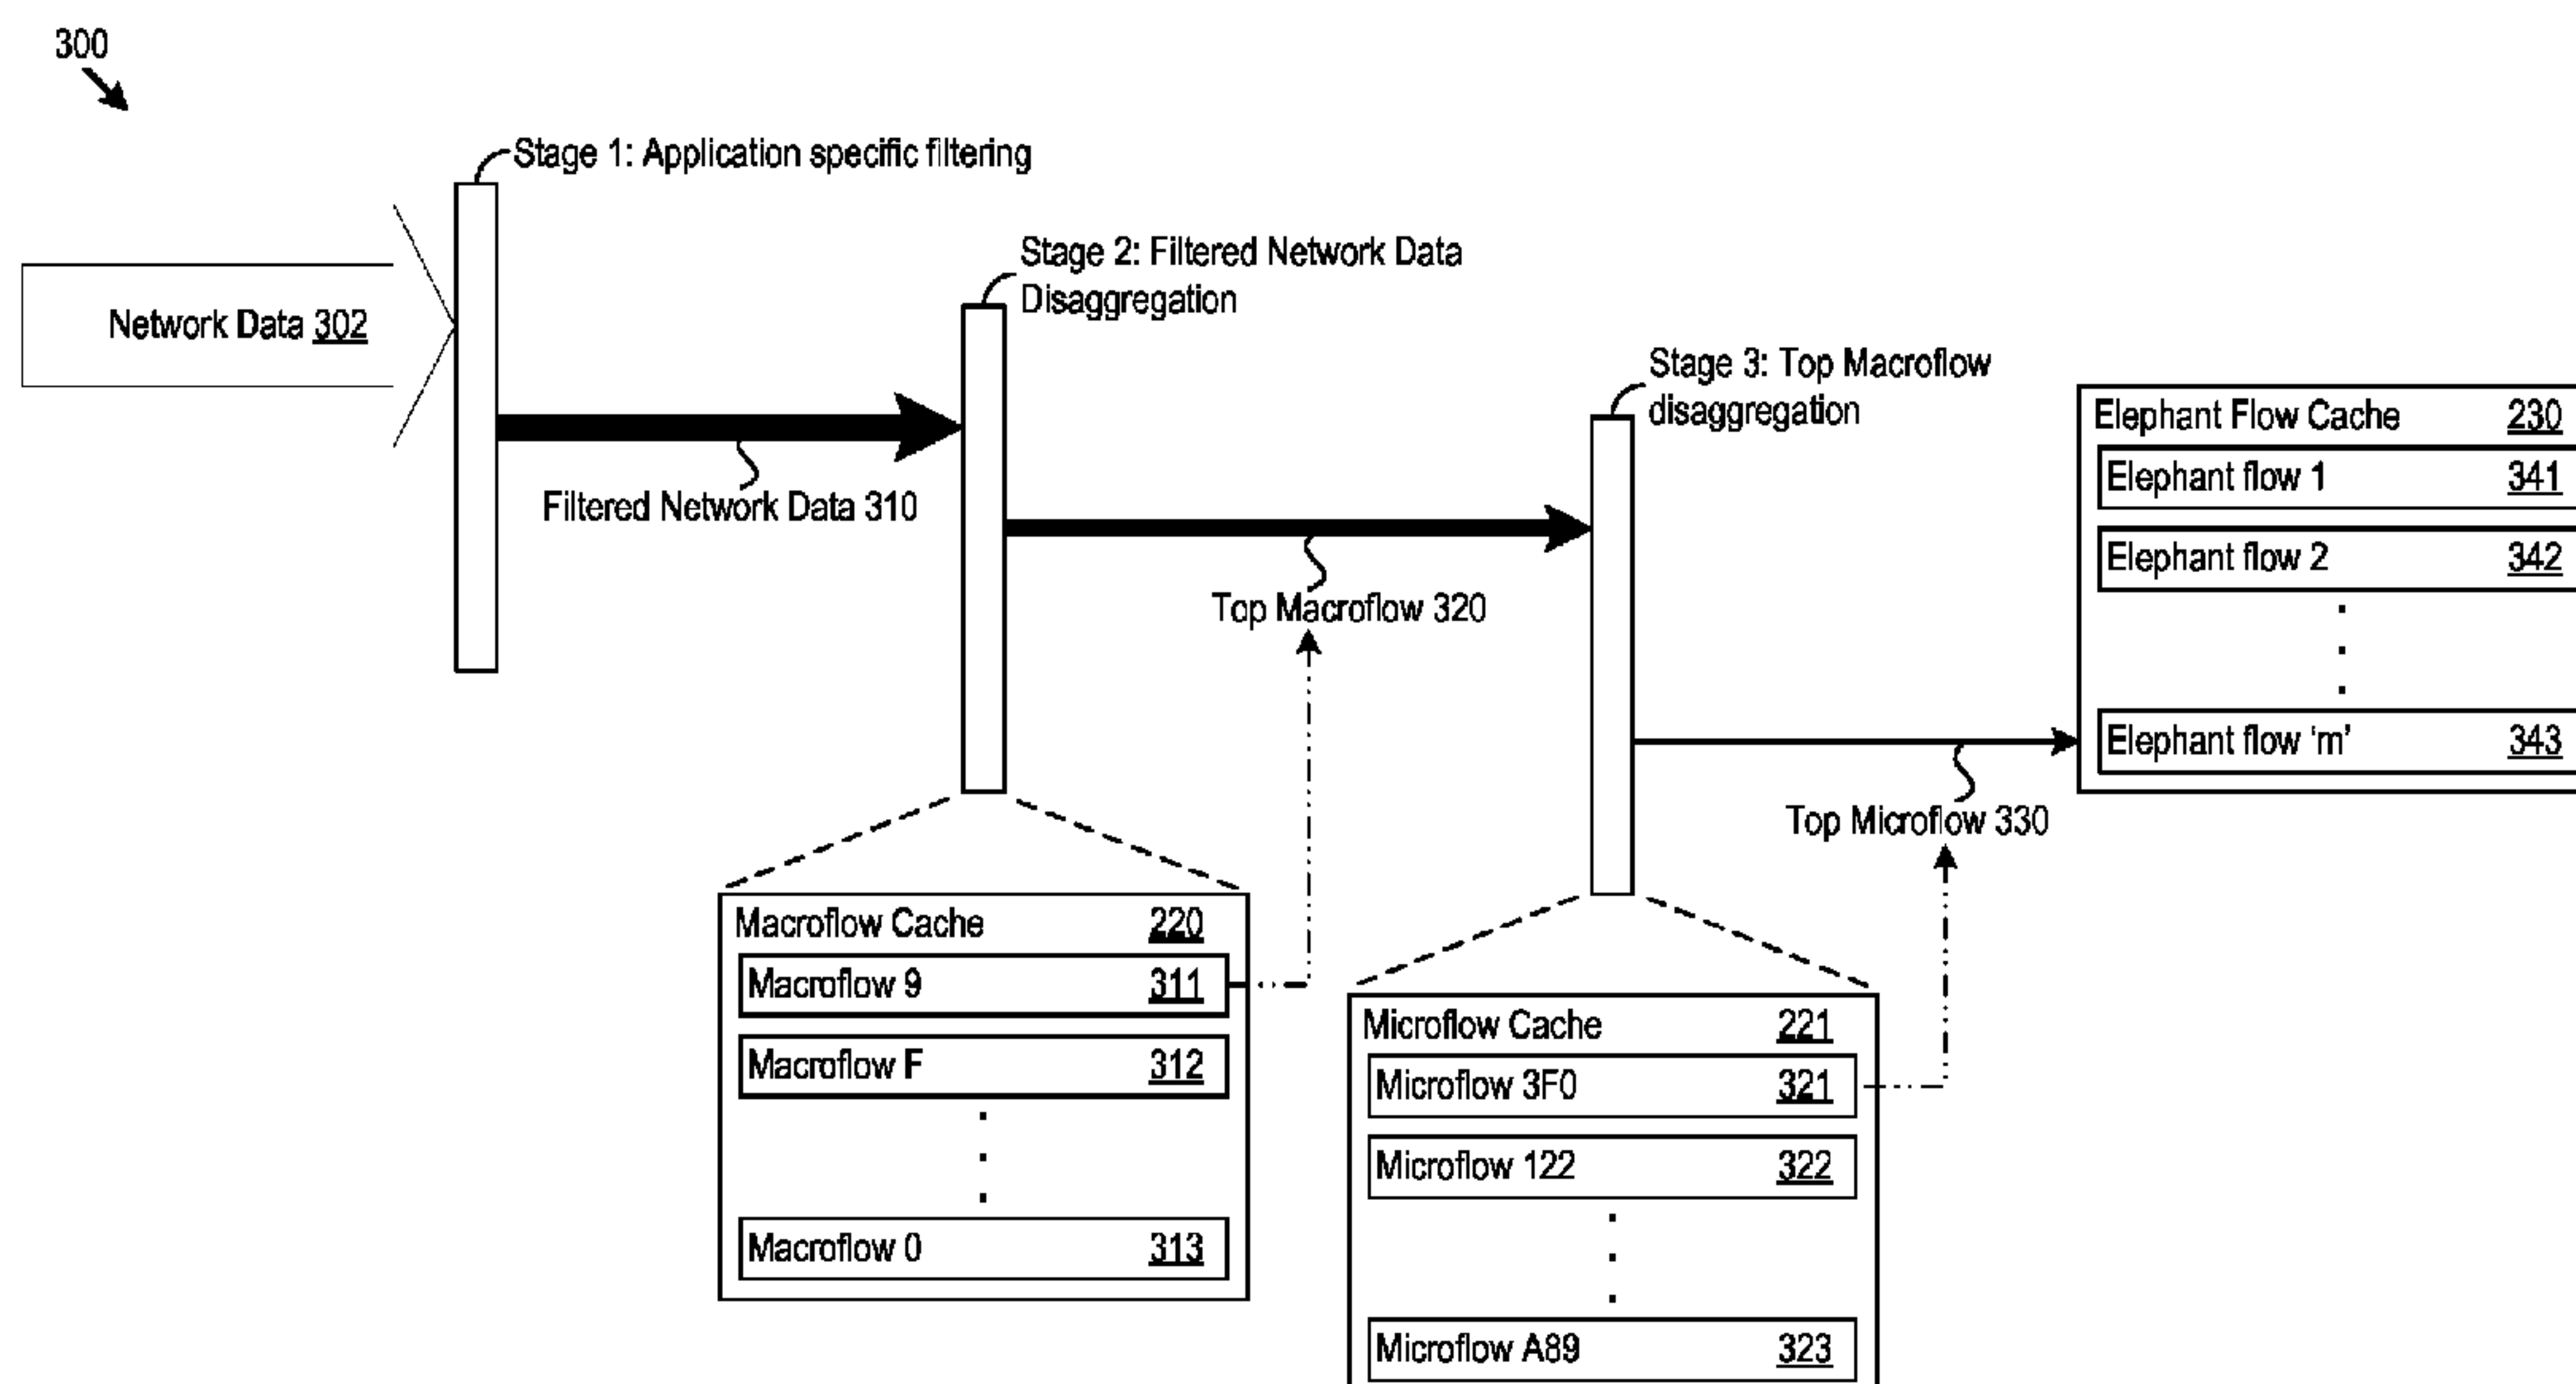 300
Stage 1: Application specific filtering
Stage 2: Filtered Network Data
Disaggregation
Network Data 302
Stage 3: Top Macroflow
disaggregation
Filtered Network Data 310
Top Macroflow 320
Elephant Flow Cache 230
Elephant flow 1 341
Elephant flow 2 342
Elephant flow ‘m’ 343
Top Microflow 330
Macroflow Cache 220
Macroflow 9 311
Macroflow F 312
Macroflow 0 313
Microflow Cache 221
Microflow 3F0 321
Microflow 122 322
Microflow A89 323